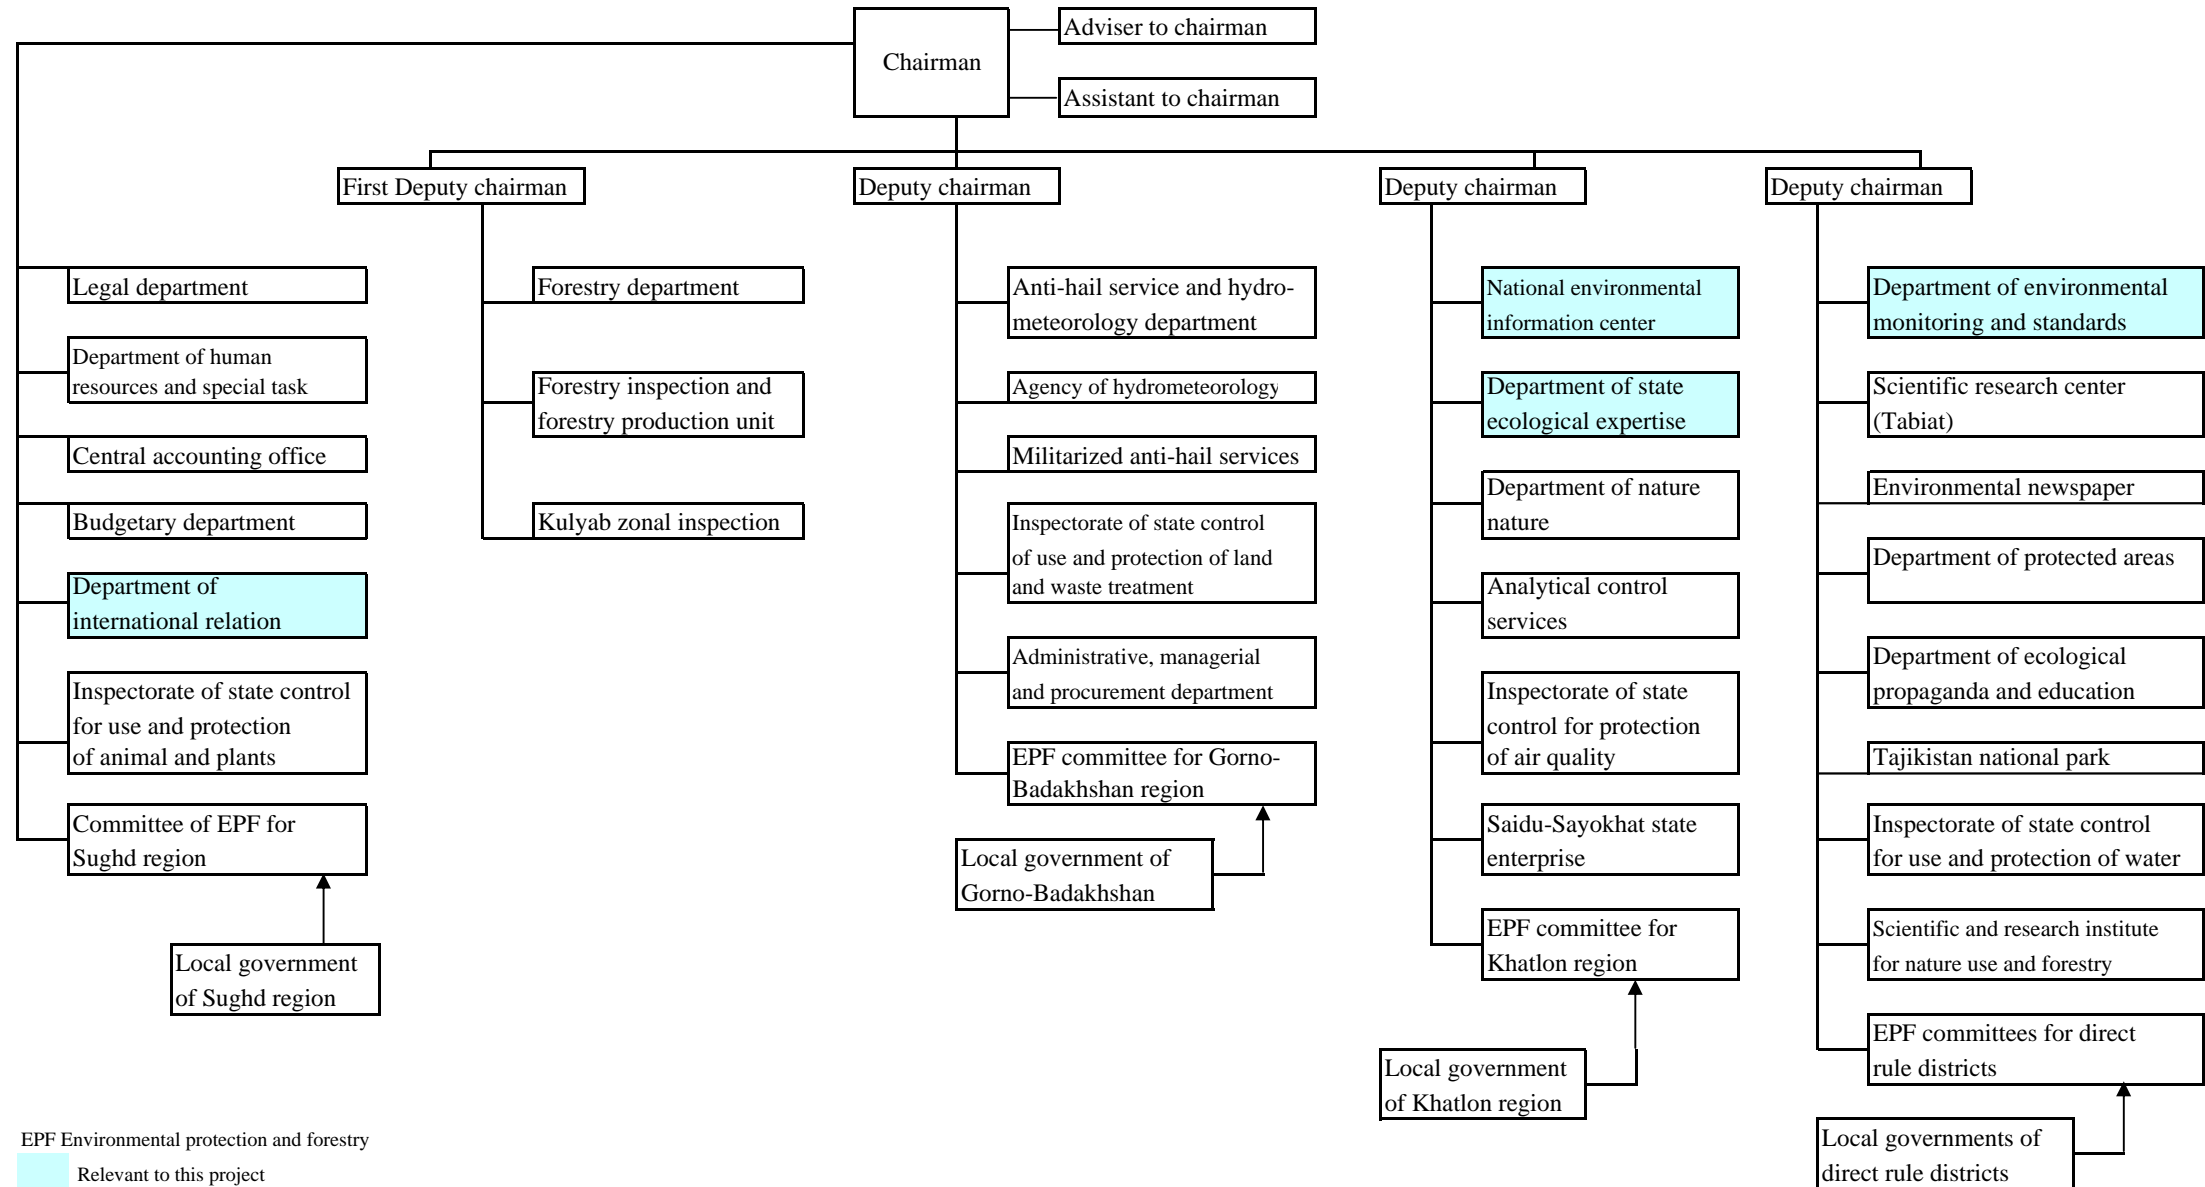 Adviser to chairman
Chairman
Assistant to chairman
First Deputy chairman
Deputy chairman
Deputy chairman
Deputy chairman
Legal department
Department of human
resources and special task
Central accounting office
Budgetary department
Department of
international relation
Inspectorate of state control
for use and protection
of animal and plants
Committee of EPF for
Sughd region
Local government
of Sughd region
Forestry department
Forestry inspection and
forestry production unit
Kulyab zonal inspection
Anti-hail service and hydro-
meteorology department
Agency of hydrometeorology
Militarized anti-hail services
Inspectorate of state control
of use and protection of land
and waste treatment
Administrative, managerial
and procurement department
EPF committee for Gorno-
Badakhshan region
Local government of
Gorno-Badakhshan
National environmental
information center
Department of state
ecological expertise
Department of nature
nature
Analytical control
services
Inspectorate of state
control for protection
of air quality
Saidu-Sayokhat state
enterprise
EPF committee for
Khatlon region
Local government
of Khatlon region
Department of environmental
monitoring and standards
Scientific research center
(Tabiat)
Environmental newspaper
Department of protected areas
Department of ecological
propaganda and education
Tajikistan national park
Inspectorate of state control
for use and protection of water
Scientific and research institute
for nature use and forestry
EPF committees for direct
rule districts
Local governments of
direct rule districts
EPF Environmental protection and forestry
Relevant to this project